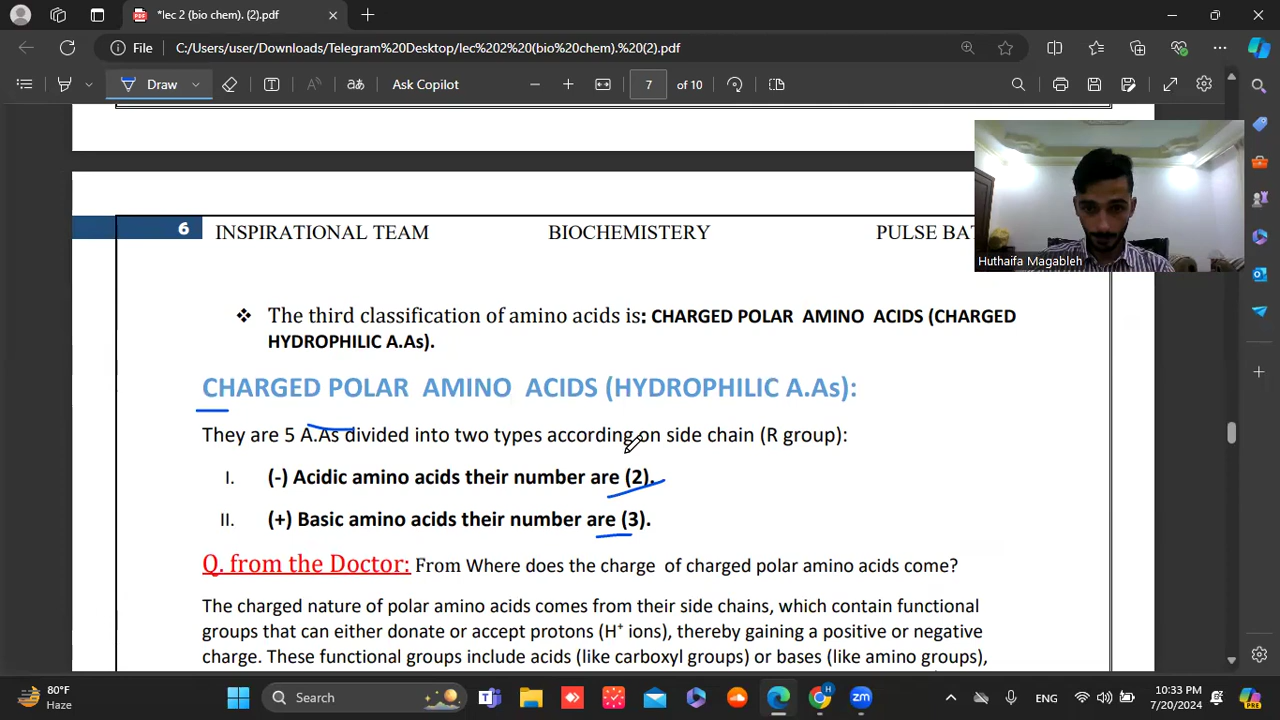 *lec 2 (bio chem). (2).pdf
File
C:/Users/user/Downloads/Telegram%20Desktop/lec%202%20(bio%20chem).%20(2).pdf
Draw
Ask Copilot
7
of 10
6
INSPIRATIONAL TEAM
BIOCHEMISTERY
PULSE BAT
Huthaifa Magableh
❖ The third classification of amino acids is: CHARGED POLAR AMINO ACIDS (CHARGED
HYDROPHILIC A.As).
CHARGED POLAR AMINO ACIDS (HYDROPHILIC A.As):
They are 5 A.As divided into two types according on side chain (R group):
I. (-) Acidic amino acids their number are (2).
II. (+) Basic amino acids their number are (3).
Q. from the Doctor: From Where does the charge of charged polar amino acids come?
The charged nature of polar amino acids comes from their side chains, which contain functional
groups that can either donate or accept protons (H+ ions), thereby gaining a positive or negative
charge. These functional groups include acids (like carboxyl groups) or bases (like amino groups),
80°F
Haze
Search
ENG
10:33 PM
7/20/2024